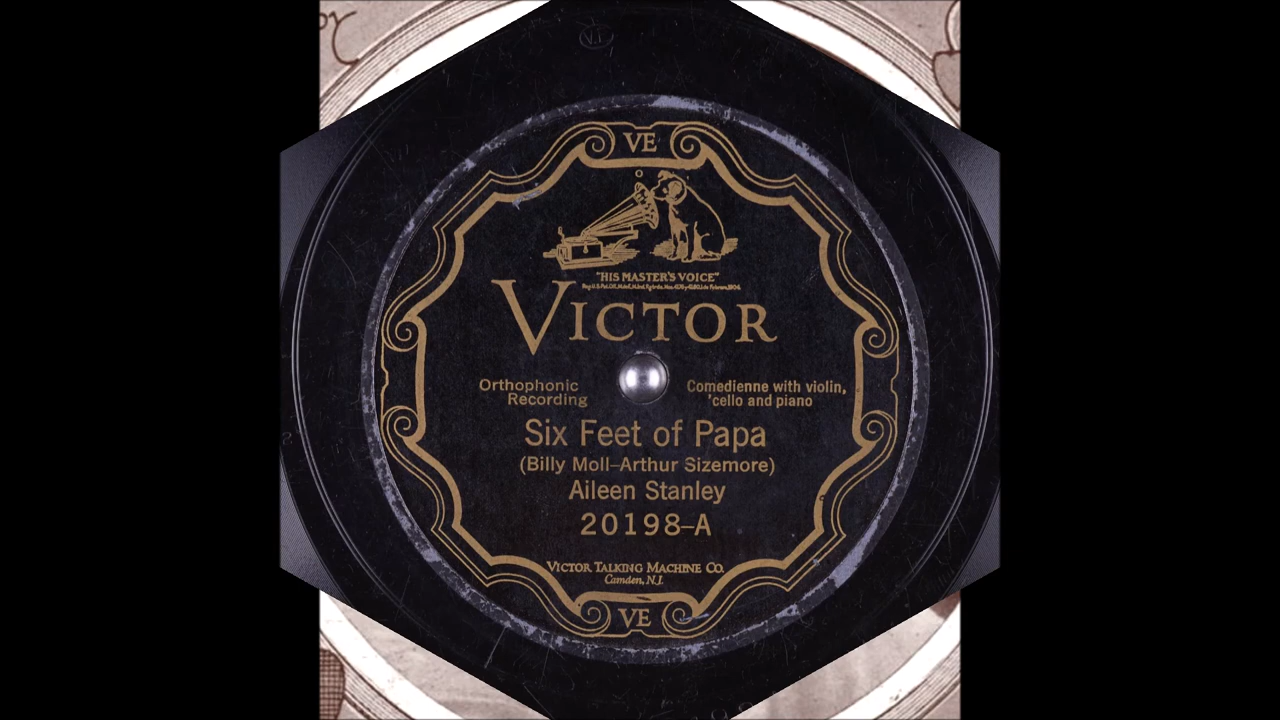 VE
"HIS MASTER'S VOICE"
VICTOR
Orthophonic
Recording
Comedienne with violin,
'cello and piano
Six Feet of Papa
(Billy Moll–Arthur Sizemore)
Aileen Stanley
20198–A
VICTOR TALKING MACHINE CO.
Camden, N.J.
VE